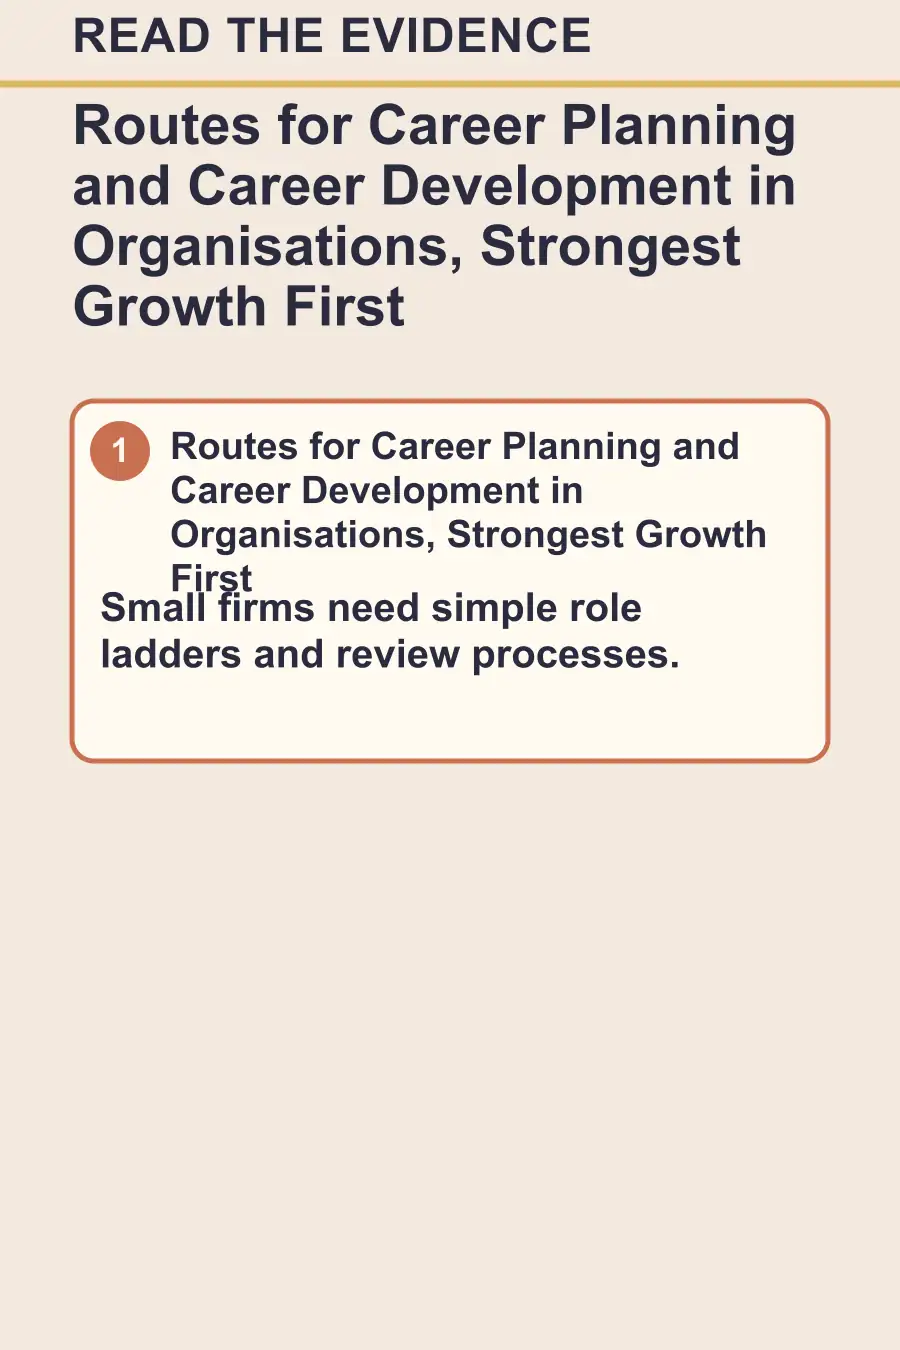 READ THE EVIDENCE
Routes for Career Planning
and Career Development in
Organisations, Strongest
Growth First
1
Routes for Career Planning and
Career Development in
Organisations, Strongest Growth
First
Small firms need simple role
ladders and review processes.